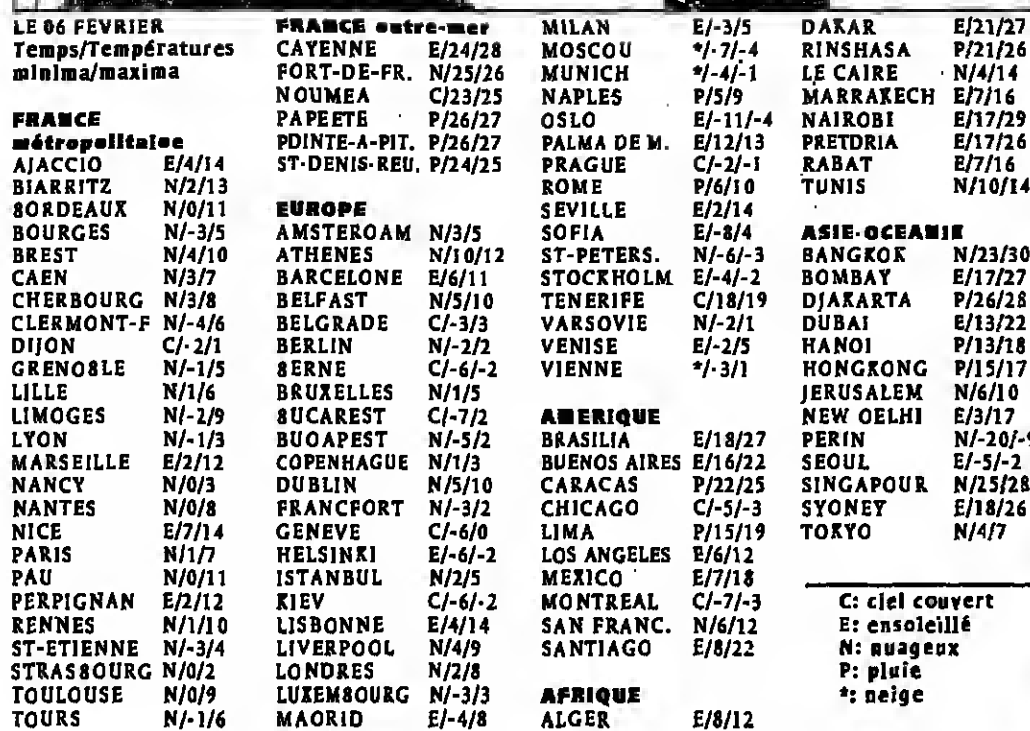 LE 06 FEVRIER
Temps/Températures
minima/maxima
FRANCE
métropolitaine
AJACCIO E/4/14
BIARRITZ N/2/13
BORDEAUX N/0/11
BOURGES N/-3/5
BREST N/4/10
CAEN N/3/7
CHERBOURG N/3/8
CLERMONT-F N/-4/6
DIJON C/-2/1
GRENOBLE N/-1/5
LILLE N/1/6
LIMOGES N/-2/9
LYON N/-1/3
MARSEILLE E/2/12
NANCY N/0/3
NANTES N/0/8
NICE E/7/14
PARIS N/1/7
PAU N/0/11
PERPIGNAN E/2/12
RENNES N/1/10
ST-ETIENNE N/-3/4
STRASBOURG N/0/2
TOULOUSE N/0/9
TOURS N/-1/6
FRANCE outre-mer
CAYENNE E/24/28
FORT-DE-FR. N/25/26
NOUMEA C/23/25
PAPEETE P/26/27
POINTE-A-PIT. P/26/27
ST-DENIS-REU. P/24/25
EUROPE
AMSTERDAM N/3/5
ATHENES N/10/12
BARCELONE E/6/11
BELFAST N/5/10
BELGRADE C/-3/3
BERLIN N/-2/2
BERNE C/-6/-2
BRUXELLES N/1/5
BUCAREST C/-7/2
BUDAPEST N/-5/2
COPENHAGUE N/1/3
DUBLIN N/5/10
FRANCFORT N/-3/2
GENEVE C/-6/0
HELSINKI E/-6/-2
ISTANBUL N/2/5
KIEV C/-6/-2
LISBONNE E/4/14
LIVERPOOL N/4/9
LONDRES N/2/8
LUXEMBOURG N/-3/3
MADRID E/-4/8
MILAN E/-3/5
MOSCOU */-7/-4
MUNICH */-4/-1
NAPLES P/5/9
OSLO E/-11/-4
PALMA DE M. E/12/13
PRAGUE C/-2/-1
ROME P/6/10
SEVILLE E/2/14
SOFIA E/-8/4
ST-PETERS. N/-6/-3
STOCKHOLM E/-4/-2
TENERIFE C/18/19
VARSOVIE N/-2/1
VENISE E/-2/5
VIENNE */-3/1
AMERIQUE
BRASILIA E/18/27
BUENOS AIRES E/16/22
CARACAS P/22/25
CHICAGO C/-5/-3
LIMA P/15/19
LOS ANGELES E/6/12
MEXICO E/7/18
MONTREAL C/-7/-3
SAN FRANC. N/6/12
SANTIAGO E/8/22
AFRIQUE
ALGER E/8/12
DAKAR E/21/27
KINSHASA P/21/26
LE CAIRE N/4/14
MARRAKECH E/7/16
NAIROBI E/17/29
PRETORIA E/17/26
RABAT E/7/16
TUNIS N/10/14
ASIE-OCEANIE
BANGKOK N/23/30
BOMBAY E/17/27
DJAKARTA P/26/28
DUBAI E/13/22
HANOI P/13/18
HONGKONG P/15/17
JERUSALEM N/6/10
NEW DELHI E/3/17
PEKIN N/-20/-9
SEOUL E/-5/-2
SINGAPOUR N/25/28
SYDNEY E/18/26
TOKYO N/4/7
C: ciel couvert
E: ensoleillé
N: nuageux
P: pluie
*: neige